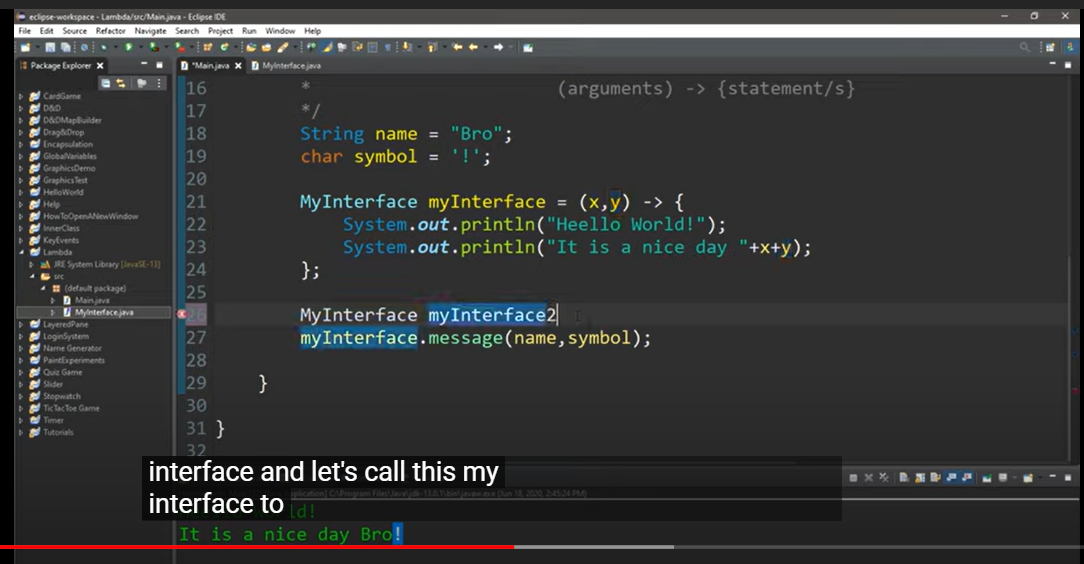 eclipse-workspace - Lambda/src/Main.java - Eclipse IDE
File Edit Source Refactor Navigate Search Project Run Window Help
Package Explorer
*Main.java
MyInterface.java
CardGame
D&D
D&DMapBuilder
Drag&Drop
Encapsulation
GlobalVariables
GraphicsDemo
GraphicsTest
HelloWorld
Help
HowToOpenANewWindow
InnerClass
KeyEvents
Lambda
JRE System Library [JavaSE-13]
src
(default package)
Main.java
MyInterface.java
LayeredPane
LoginSystem
Name Generator
PaintExperiments
Quiz Game
Slider
Stopwatch
TicTacToe Game
Timer
Tutorials
16 * (arguments) -> {statement/s}
17 */
18 String name = "Bro";
19 char symbol = '!';
20
21 MyInterface myInterface = (x,y) -> {
22 System.out.println("Heello World!");
23 System.out.println("It is a nice day "+x+y);
24 };
25
26 MyInterface myInterface2
27 myInterface.message(name,symbol);
28
29 }
30
31 }
32
interface and let's call this my
interface to
C:\Program Files\Java\jdk-13.0.1\bin\javaw.exe (Jun 18, 2020, 2:45:24 PM)
d!
It is a nice day Bro!